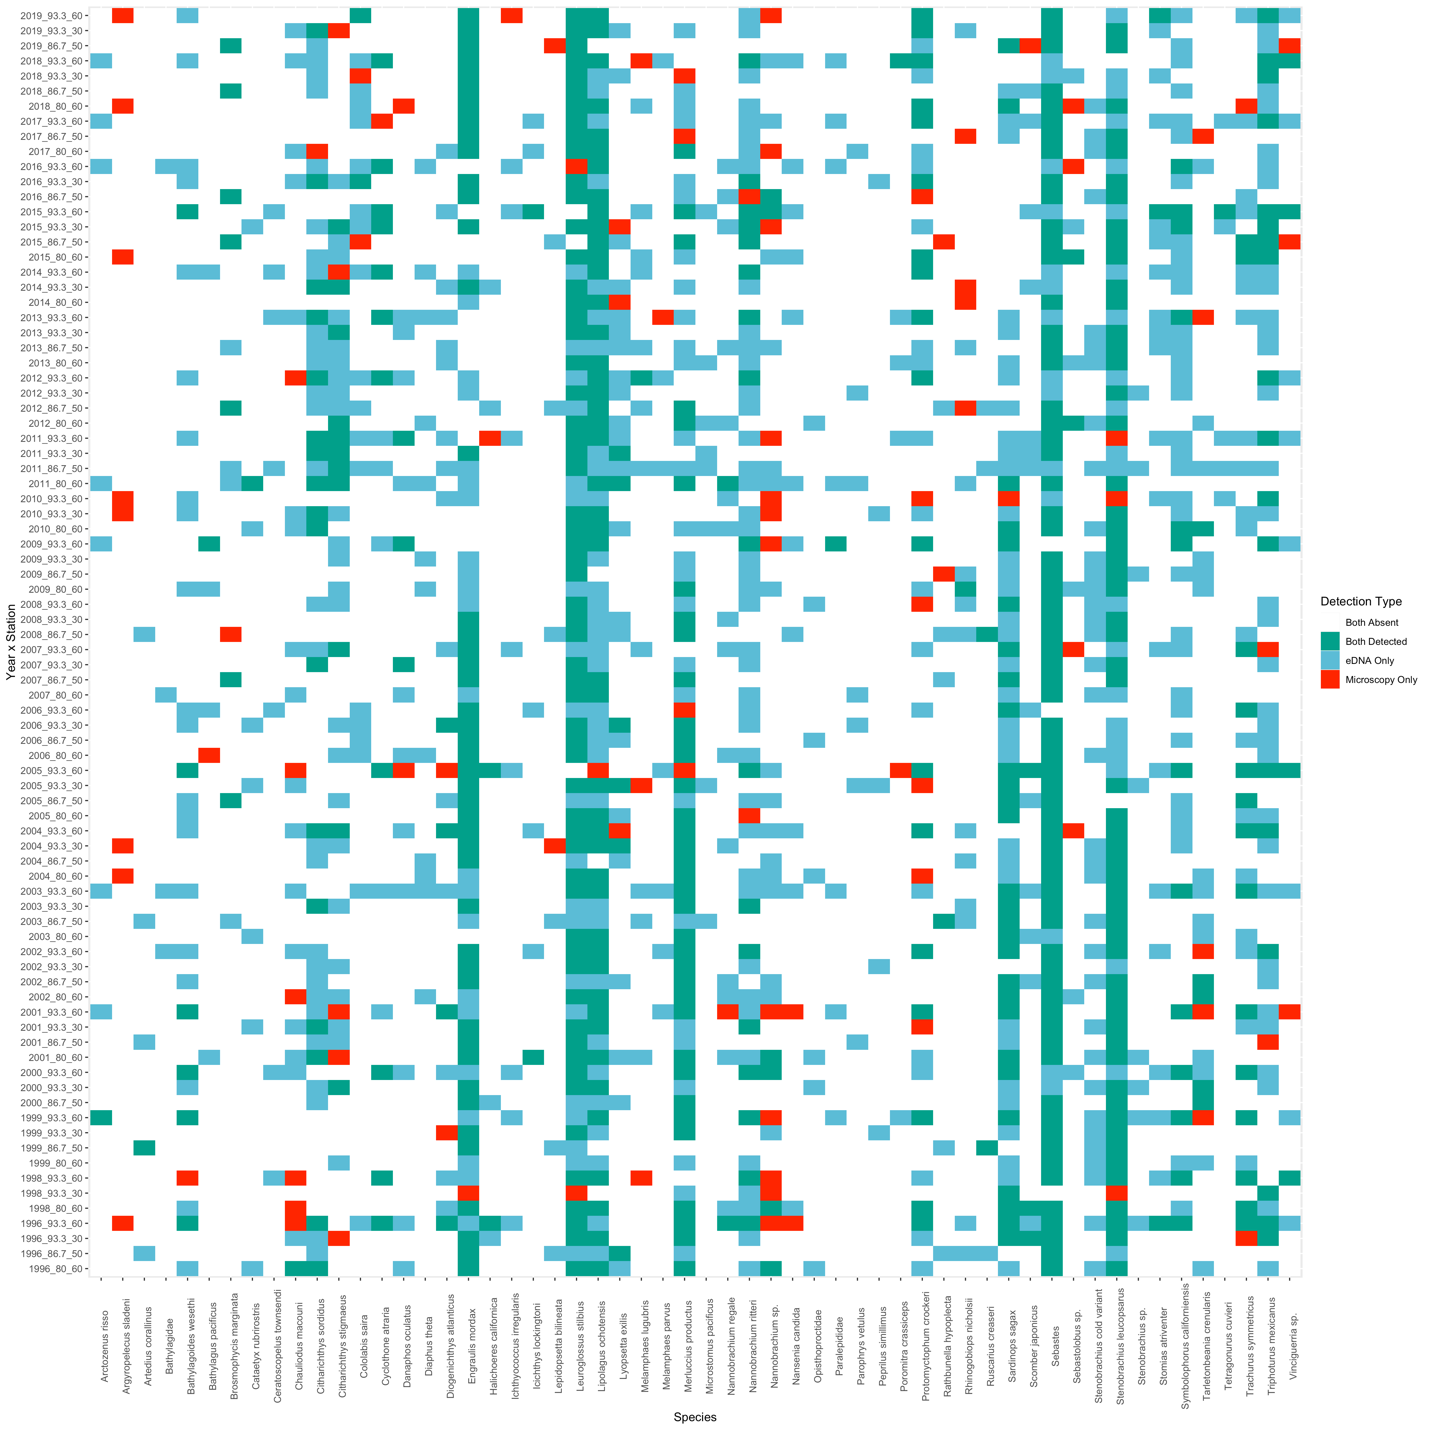 2019_93.3_60
2019_93.3_30
2019_86.7_50
2018_93.3_60
2018_93.3_30
2018_86.7_50
2018_80_60
2017_93.3_60
2017_86.7_50
2017_80_60
2016_93.3_60
2016_93.3_30
2016_86.7_50
2015_93.3_60
2015_93.3_30
2015_86.7_50
2015_80_60
2014_93.3_60
2014_93.3_30
2014_80_60
2013_93.3_60
2013_93.3_30
2013_86.7_50
2013_80_60
2012_93.3_60
2012_93.3_30
2012_86.7_50
2012_80_60
2011_93.3_60
2011_93.3_30
2011_86.7_50
2011_80_60
2010_93.3_60
2010_93.3_30
2010_80_60
2009_93.3_60
2009_93.3_30
2009_86.7_50
2009_80_60
2008_93.3_60
2008_93.3_30
2008_86.7_50
2007_93.3_60
2007_93.3_30
2007_86.7_50
2007_80_60
2006_93.3_60
2006_93.3_30
2006_86.7_50
2006_80_60
2005_93.3_60
2005_93.3_30
2005_86.7_50
2005_80_60
2004_93.3_60
2004_93.3_30
2004_86.7_50
2004_80_60
2003_93.3_60
2003_93.3_30
2003_86.7_50
2003_80_60
2002_93.3_60
2002_93.3_30
2002_86.7_50
2002_80_60
2001_93.3_60
2001_93.3_30
2001_86.7_50
2001_80_60
2000_93.3_60
2000_93.3_30
2000_86.7_50
1999_93.3_60
1999_93.3_30
1999_86.7_50
1999_80_60
1998_93.3_60
1998_93.3_30
1998_80_60
1996_93.3_60
1996_93.3_30
1996_86.7_50
1996_80_60
Year x Station
Arctozenus risso
Argyropelecus sladeni
Artedius corallinus
Bathylagidae
Bathylagoides wesethi
Bathylagus pacificus
Brosmophycis marginata
Cataetyx rubrirostris
Ceratoscopelus townsendi
Chauliodus macouni
Citharichthys sordidus
Citharichthys stigmaeus
Cololabis saira
Cyclothone atraria
Danaphos oculatus
Diaphus theta
Diogenichthys atlanticus
Engraulis mordax
Halichoeres californica
Ichthyococcus irregularis
Icichthys lockingtoni
Lepidopsetta bilineata
Leuroglossus stilbius
Lipolagus ochotensis
Lyopsetta exilis
Melamphaes lugubris
Melamphaes parvus
Merluccius productus
Microstomus pacificus
Nannobrachium regale
Nannobrachium ritteri
Nannobrachium sp.
Nansenia candida
Opisthoproctidae
Paralepididae
Parophrys vetulus
Peprilus simillimus
Poromitra crassiceps
Protomyctophum crockeri
Rathbunella hypoplecta
Rhinogobiops nicholsii
Ruscarius creaseri
Sardinops sagax
Scomber japonicus
Sebastes
Sebastolobus sp.
Stenobrachius cold variant
Stenobrachius leucopsarus
Stenobrachius sp.
Stomias atriventer
Symbolophorus californiensis
Tarletonbeania crenularis
Tetragonurus cuvieri
Trachurus symmetricus
Triphoturus mexicanus
Vinciguerria sp.
Species
Detection Type
Both Absent
Both Detected
eDNA Only
Microscopy Only